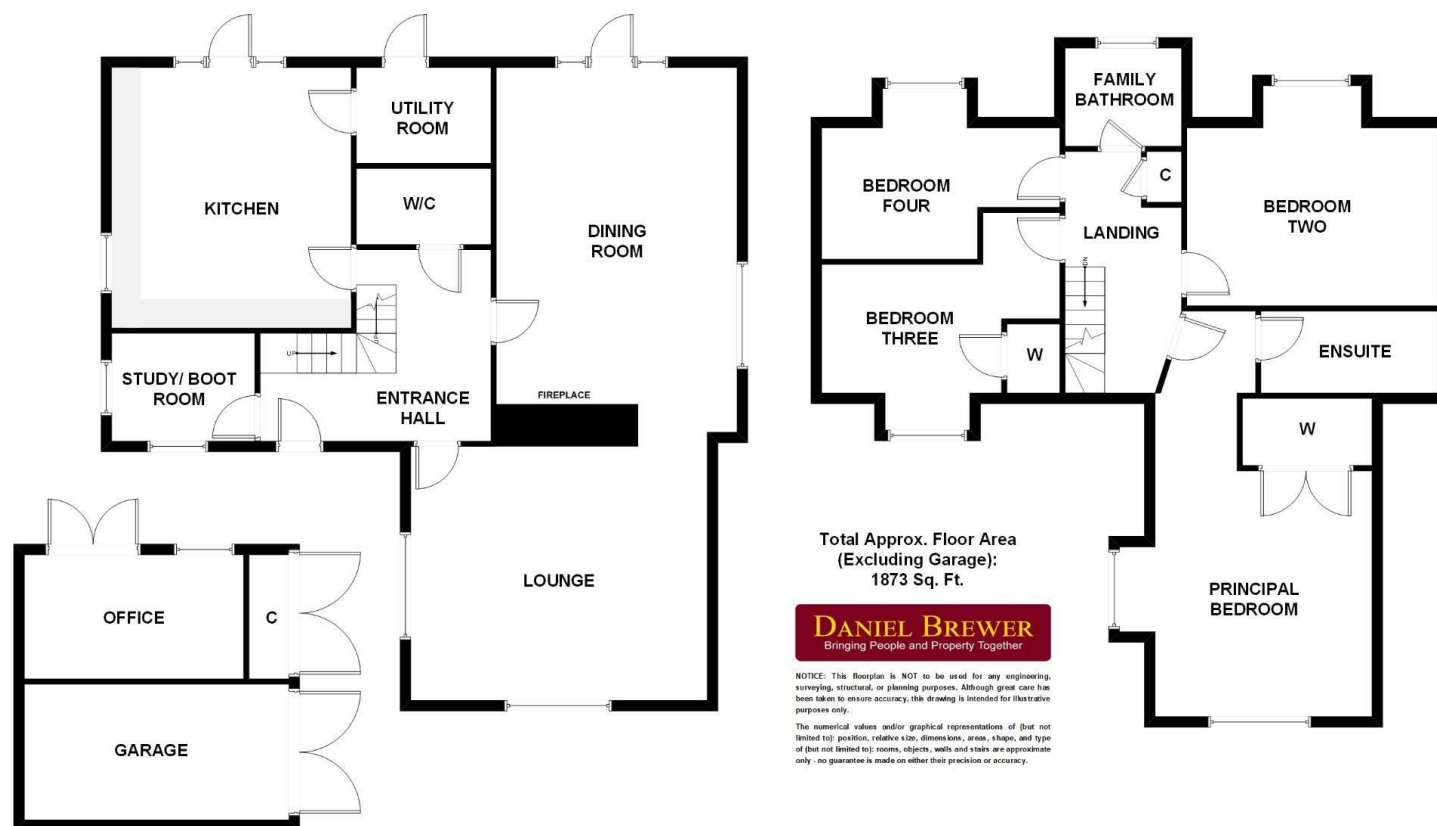 KITCHEN
UTILITY
ROOM
W/C
DINING
ROOM
UP
UP
STUDY/ BOOT
ROOM
ENTRANCE
HALL
FIREPLACE
LOUNGE
OFFICE
C
GARAGE
FAMILY
BATHROOM
BEDROOM
FOUR
C
BEDROOM
TWO
LANDING
DN
BEDROOM
THREE
W
ENSUITE
W
PRINCIPAL
BEDROOM
Total Approx. Floor Area
(Excluding Garage):
1873 Sq. Ft.
DANIEL BREWER
Bringing People and Property Together
NOTICE: This floorplan is NOT to be used for any engineering,
surveying, structural, or planning purposes. Although great care has
been taken to ensure accuracy, this drawing is intended for illustrative
purposes only.
The numerical values and/or graphical representations of (but not
limited to): position, relative size, dimensions, areas, shape, and type
of (but not limited to): rooms, objects, walls and stairs are approximate
only - no guarantee is made on either their precision or accuracy.